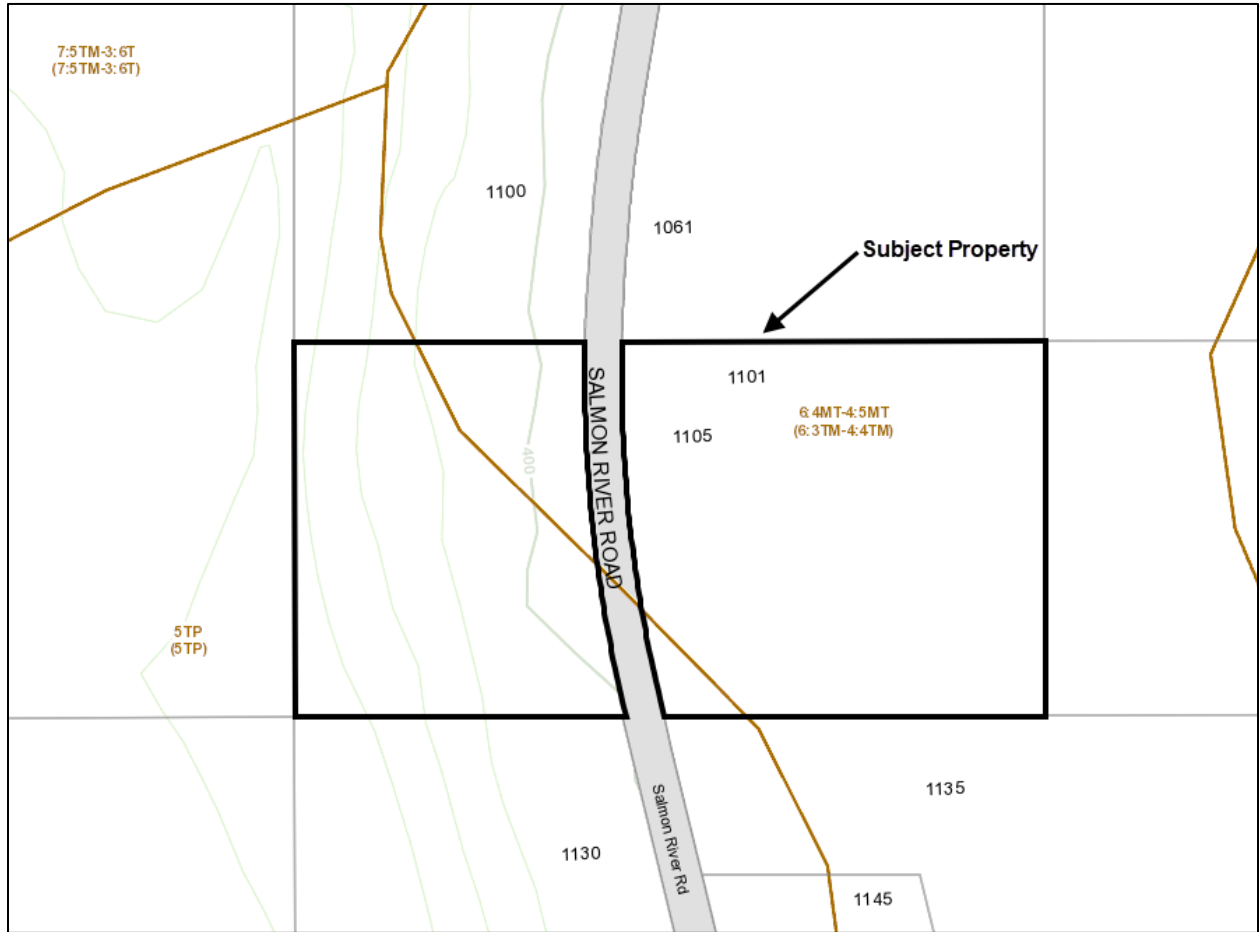 7:5TM-3:6T
(7:5TM-3:6T)
1100
1061
Subject Property
SALMON RIVER ROAD
1101
6:4MT-4:5MT
(6:3TM-4:4TM)
1105
400
5TP
(5TP)
1135
Salmon River Rd
1130
1145